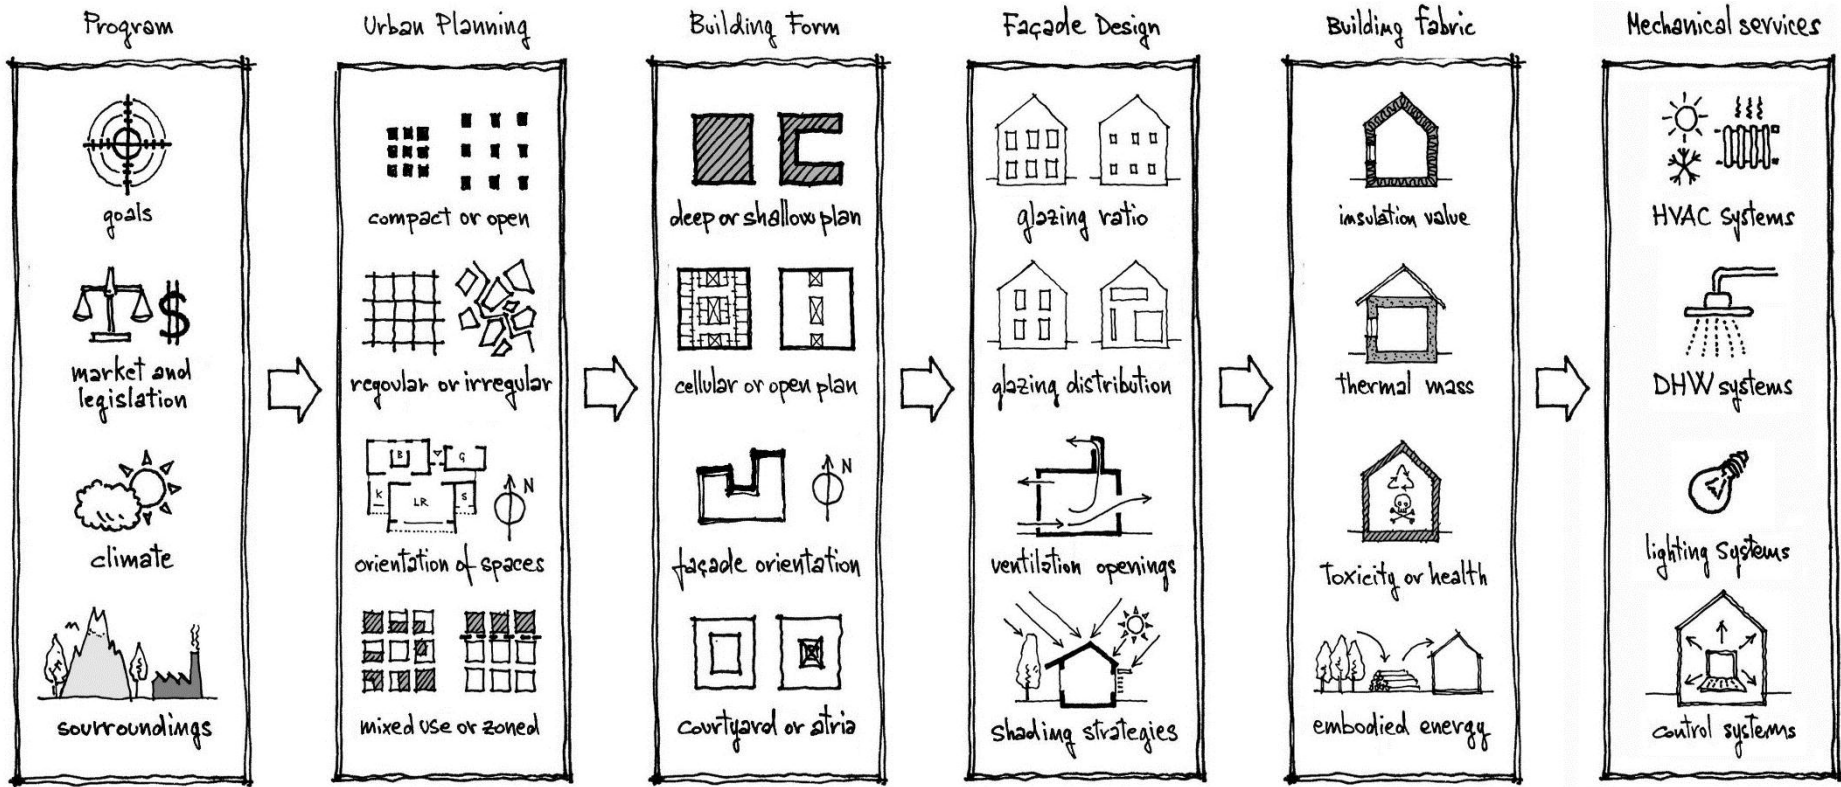 Program
goals
$
market and
legislation
climate
sourroundings
Urban Planning
compact or open
regoular or irregular
B
G
K
LR
S
N
orientation of spaces
mixed use or zoned
Building Form
deep or shallow plan
cellular or open plan
N
façade orientation
courtyard or atria
Façade Design
glazing ratio
glazing distribution
ventilation openings
shading strategies
Building fabric
insulation value
thermal mass
toxicity or health
embodied energy
Mechanical services
HVAC systems
DHW systems
lighting systems
control systems